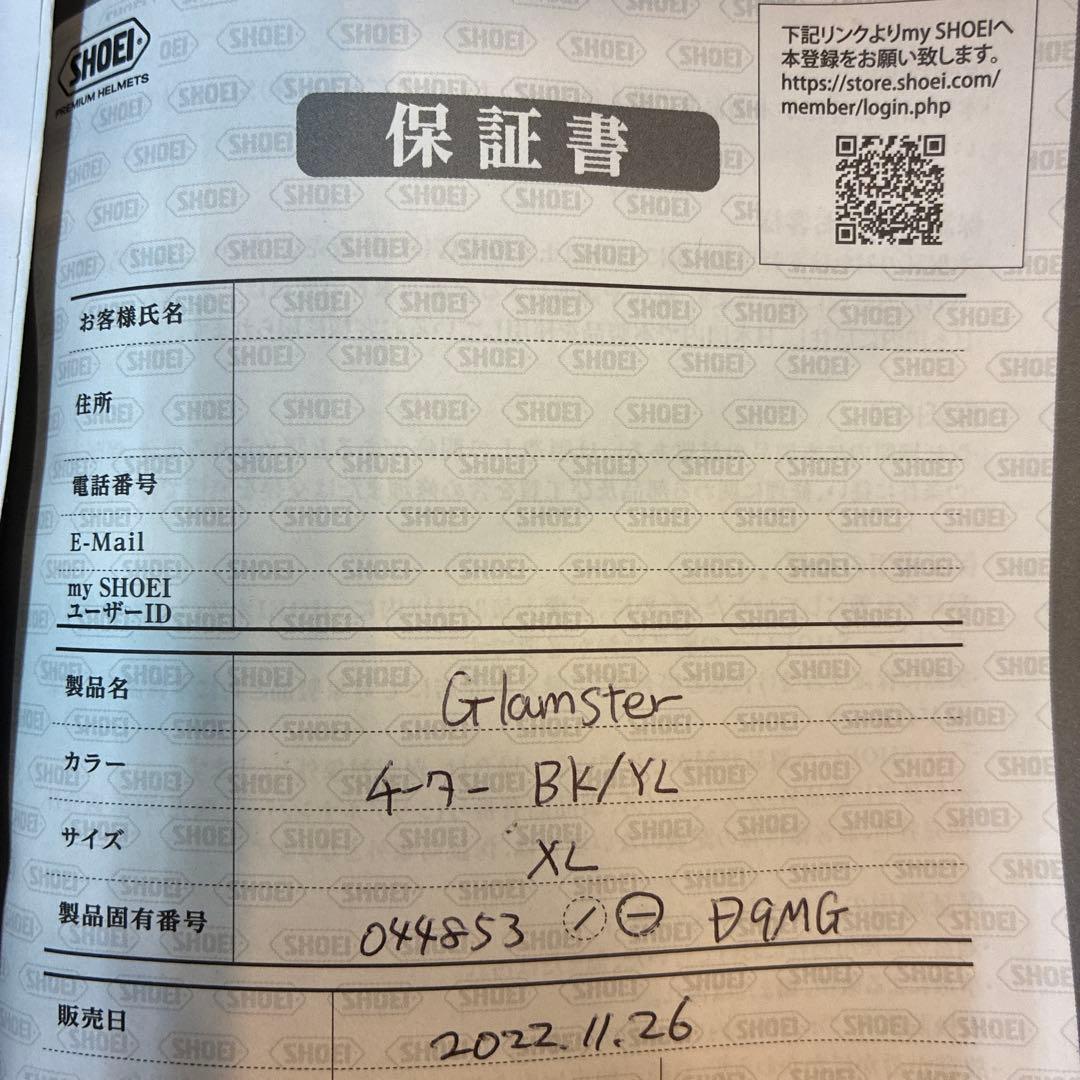 SHOEI
PREMIUM HELMETS
下記リンクよりmy SHOEIへ
本登録をお願い致します。
https://store.shoei.com/
member/login.php
保証書
お客様氏名
住所
電話番号
E-Mail
my SHOEI
ユーザーID
製品名 Glamster
カラー 4-ター BK/YL
サイズ XL
製品固有番号 044853 / - D9MG
販売日 2022.11.26